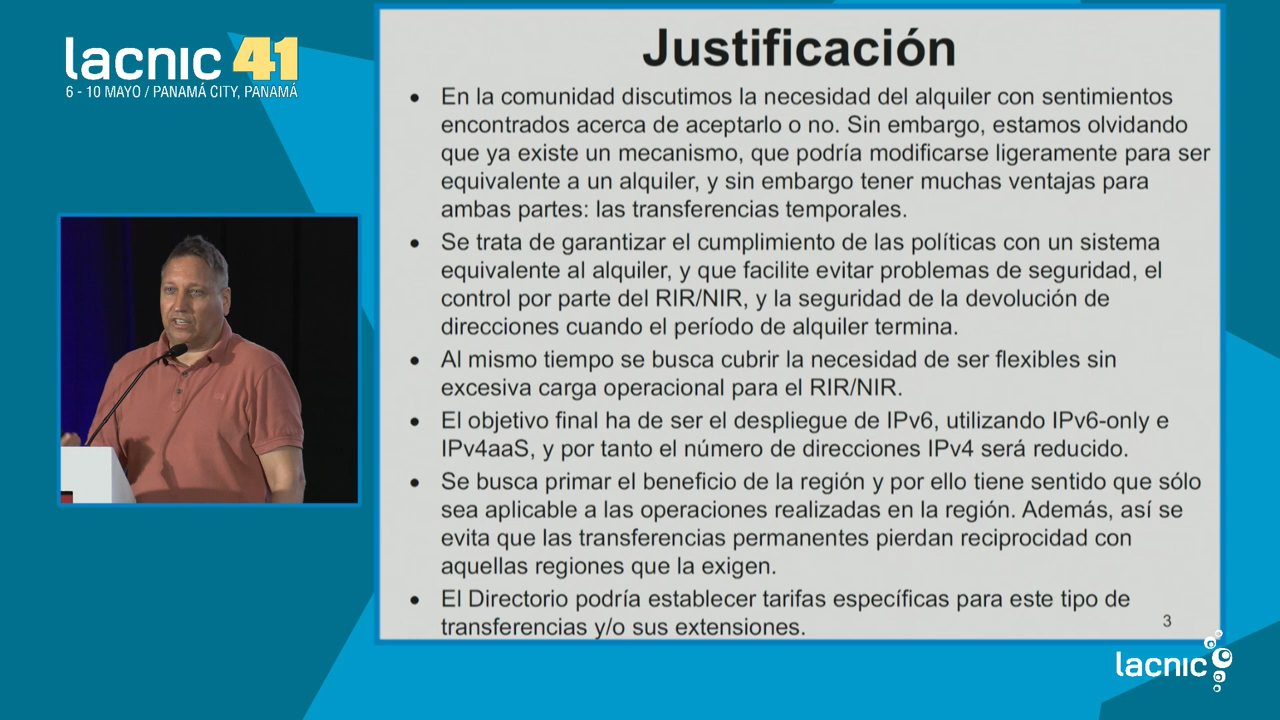 lacnic 41
6 - 10 MAYO / PANAMÁ CITY, PANAMÁ
Justificación
• En la comunidad discutimos la necesidad del alquiler con sentimientos
encontrados acerca de aceptarlo o no. Sin embargo, estamos olvidando
que ya existe un mecanismo, que podría modificarse ligeramente para ser
equivalente a un alquiler, y sin embargo tener muchas ventajas para
ambas partes: las transferencias temporales.
• Se trata de garantizar el cumplimiento de las políticas con un sistema
equivalente al alquiler, y que facilite evitar problemas de seguridad, el
control por parte del RIR/NIR, y la seguridad de la devolución de
direcciones cuando el período de alquiler termina.
• Al mismo tiempo se busca cubrir la necesidad de ser flexibles sin
excesiva carga operacional para el RIR/NIR.
• El objetivo final ha de ser el despliegue de IPv6, utilizando IPv6-only e
IPv4aaS, y por tanto el número de direcciones IPv4 será reducido.
• Se busca primar el beneficio de la región y por ello tiene sentido que sólo
sea aplicable a las operaciones realizadas en la región. Además, así se
evita que las transferencias permanentes pierdan reciprocidad con
aquellas regiones que la exigen.
• El Directorio podría establecer tarifas específicas para este tipo de
transferencias y/o sus extensiones.
3
lacnic